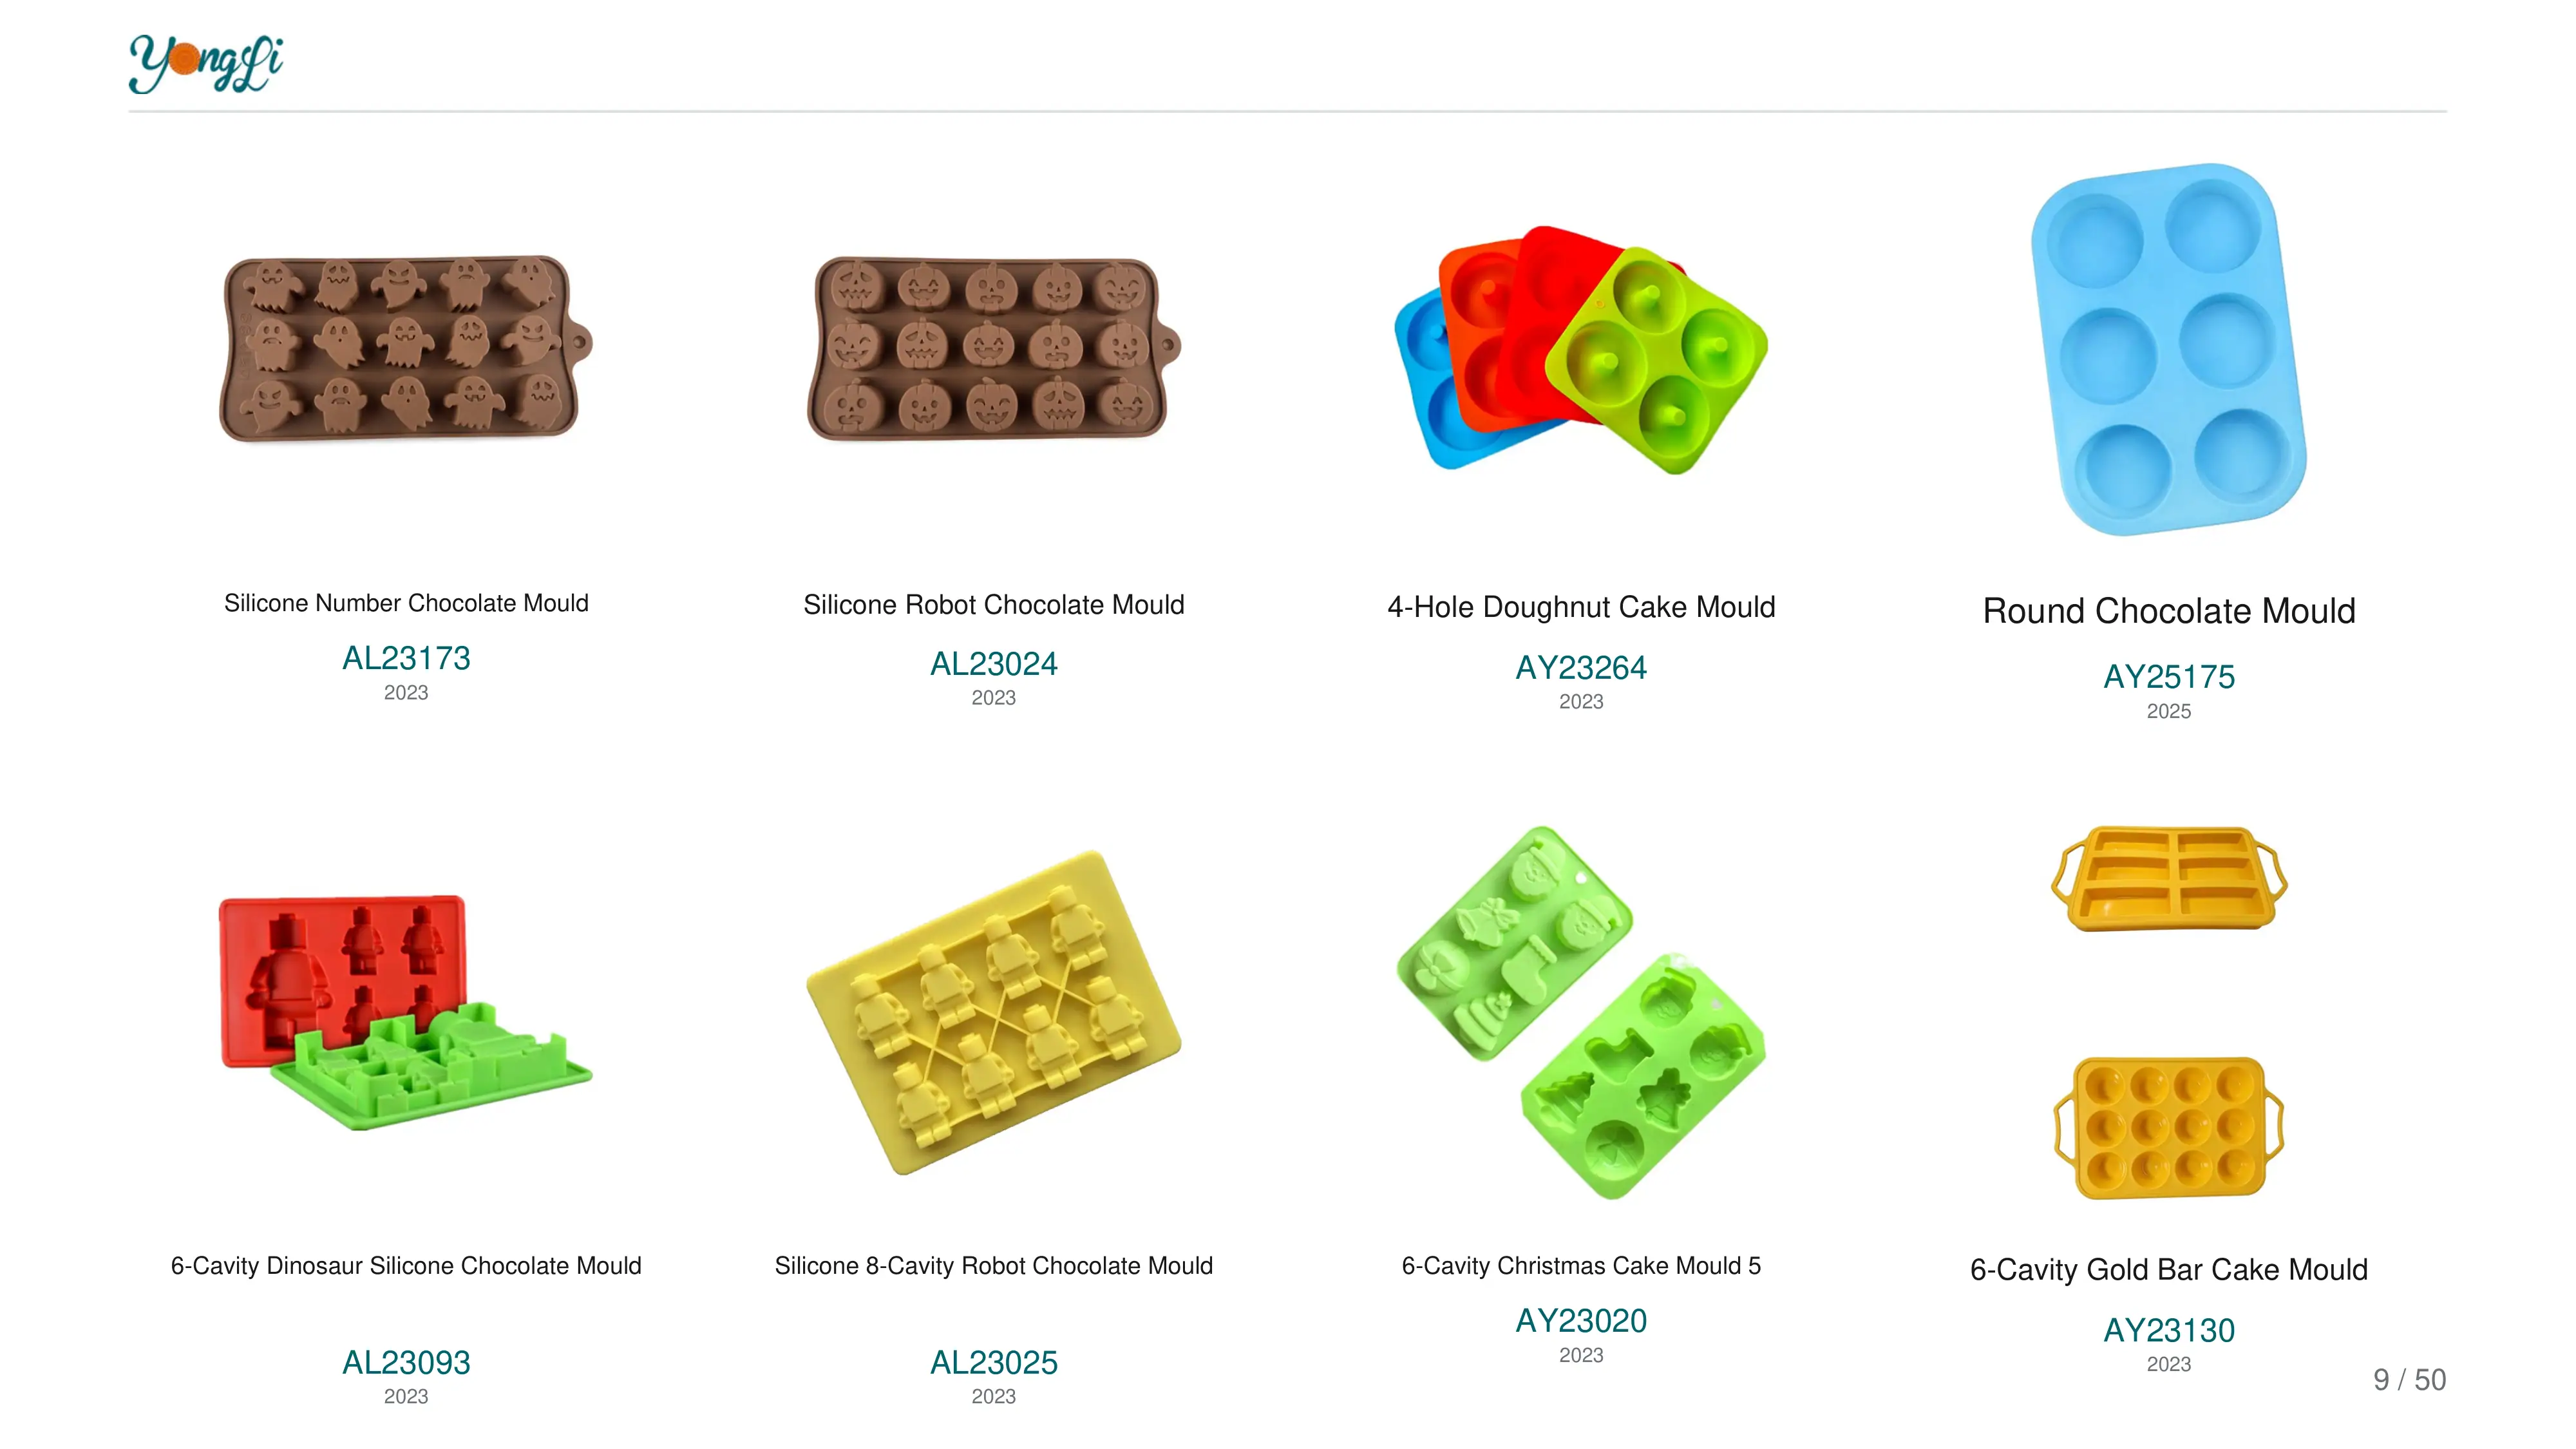 YongLi
Silicone Number Chocolate Mould
AL23173
2023
Silicone Robot Chocolate Mould
AL23024
2023
4-Hole Doughnut Cake Mould
AY23264
2023
Round Chocolate Mould
AY25175
2025
6-Cavity Dinosaur Silicone Chocolate Mould
AL23093
2023
Silicone 8-Cavity Robot Chocolate Mould
AL23025
2023
6-Cavity Christmas Cake Mould 5
AY23020
2023
6-Cavity Gold Bar Cake Mould
AY23130
2023
9 / 50